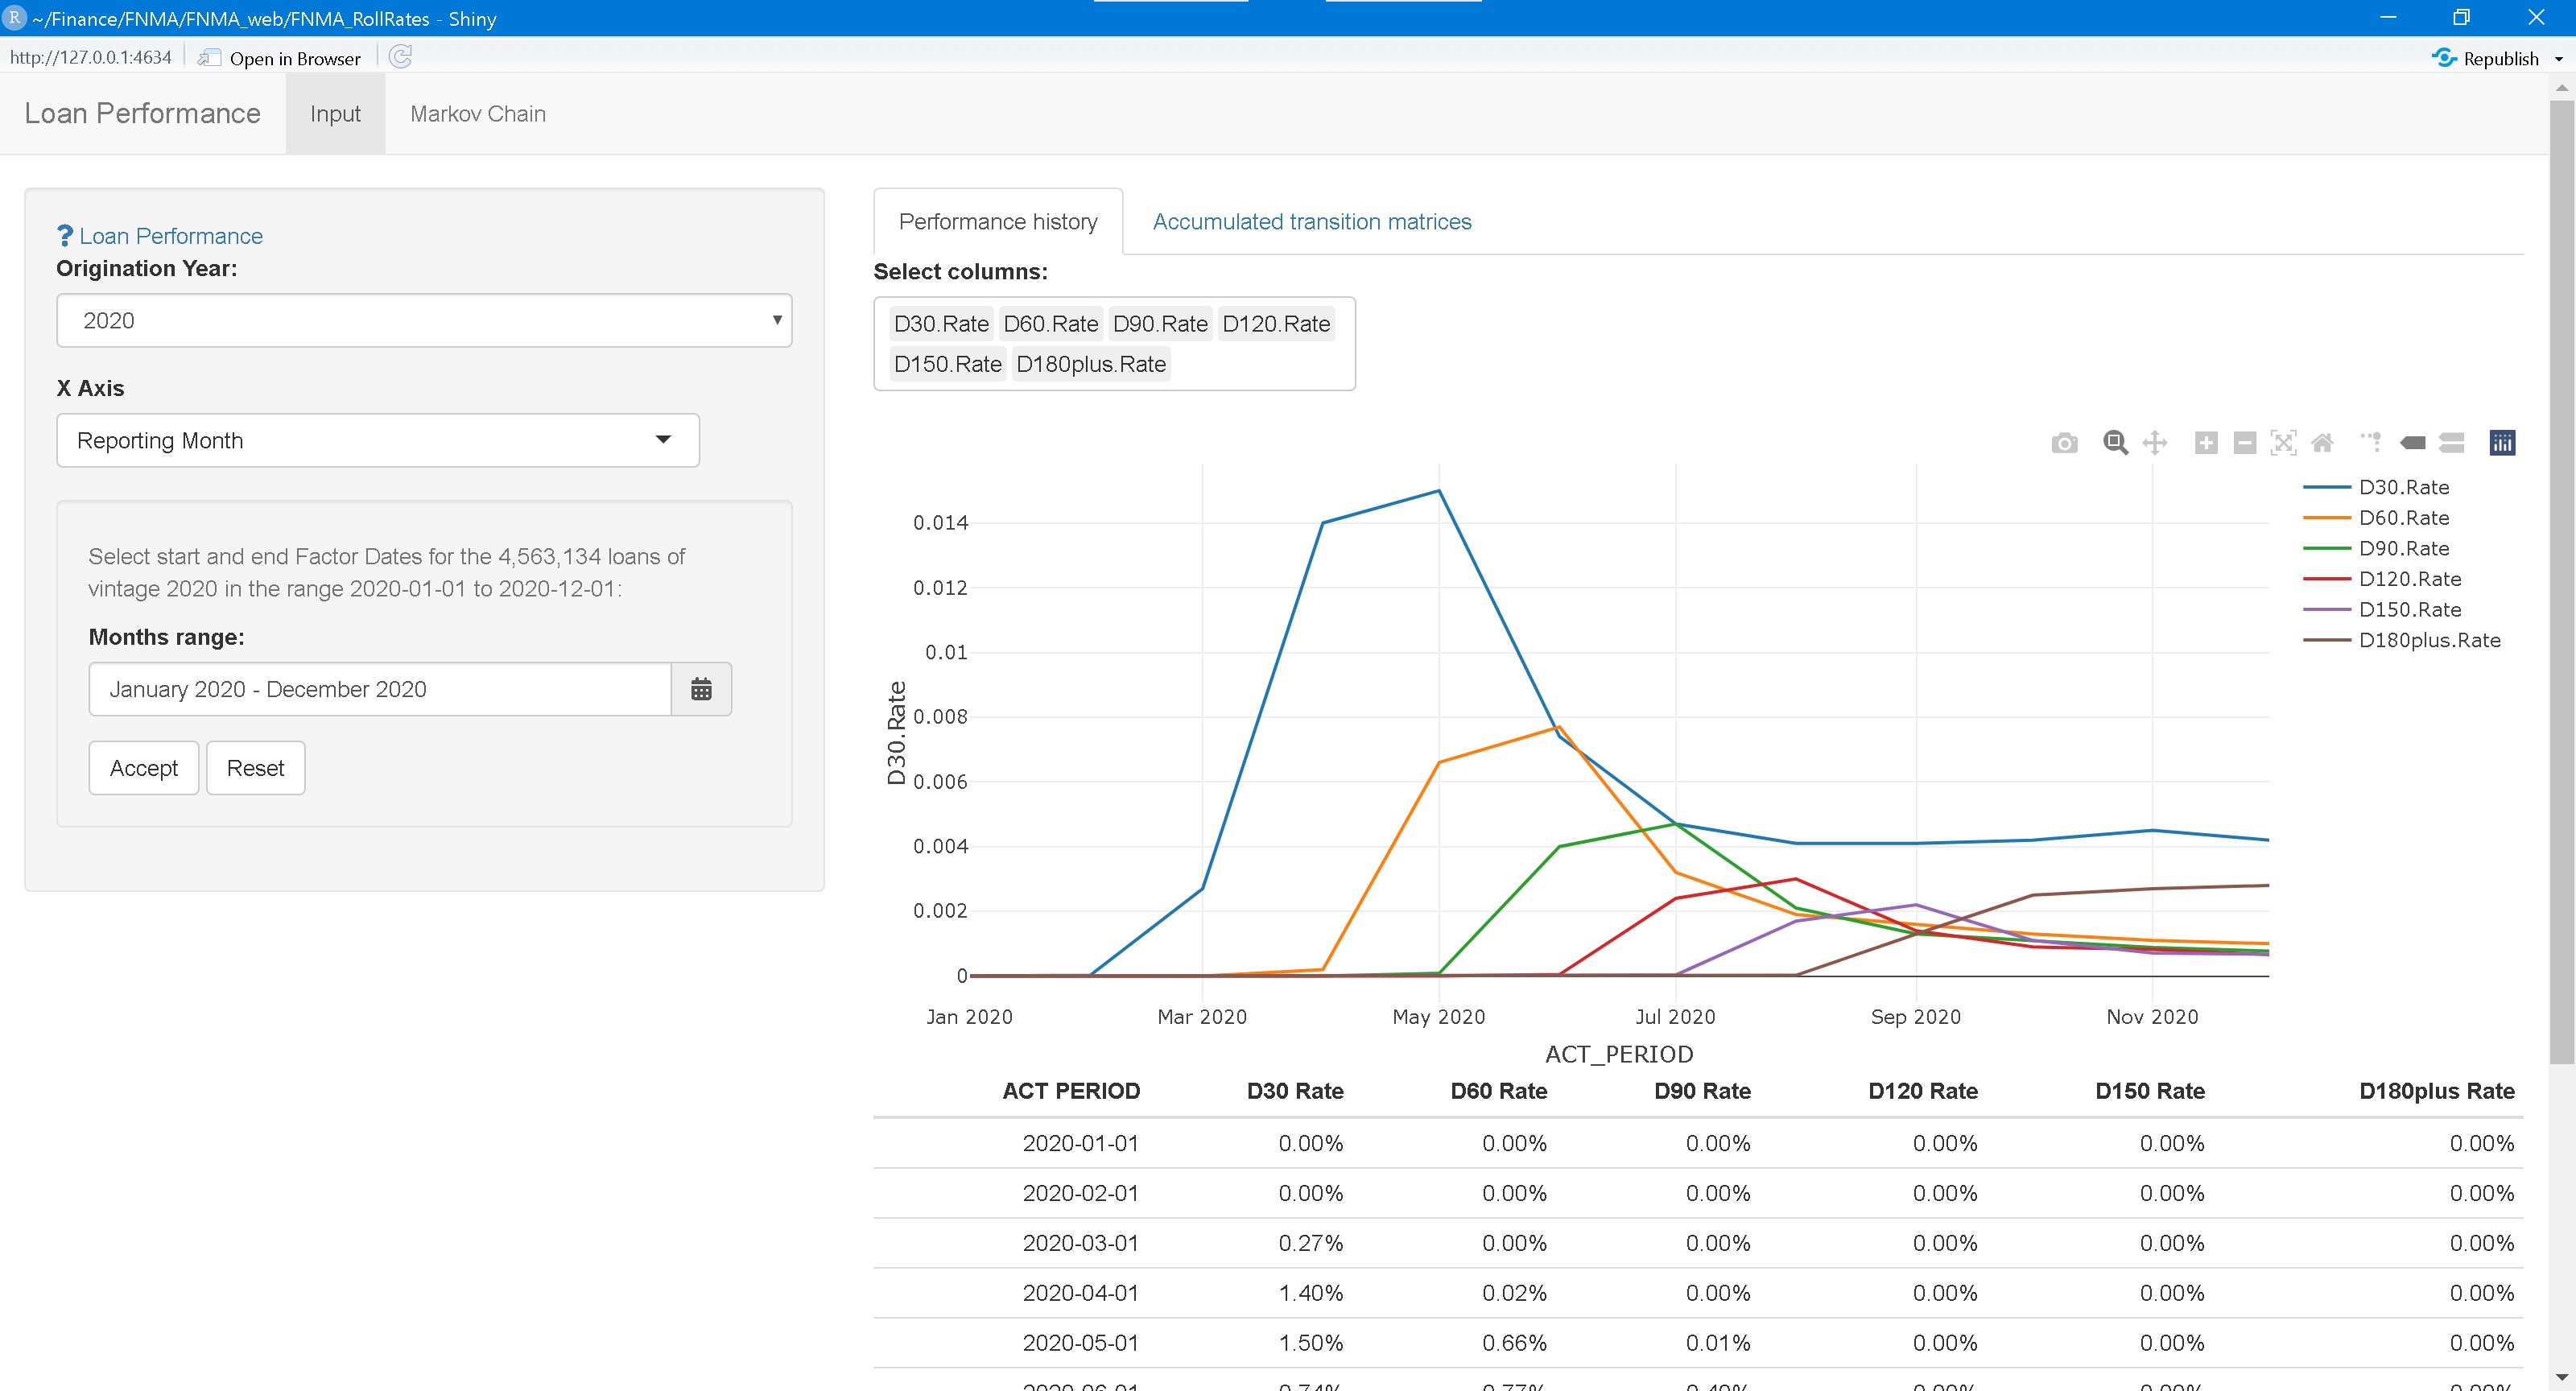 R ~/Finance/FNMA/FNMA_web/FNMA_RollRates - Shiny
http://127.0.0.1:4634 Open in Browser Republish
Loan Performance Input Markov Chain
? Loan Performance
Origination Year:
2020
X Axis
Reporting Month
Select start and end Factor Dates for the 4,563,134 loans of
vintage 2020 in the range 2020-01-01 to 2020-12-01:
Months range:
January 2020 - December 2020
Accept Reset
Performance history Accumulated transition matrices
Select columns:
D30.Rate D60.Rate D90.Rate D120.Rate
D150.Rate D180plus.Rate
D30.Rate
D60.Rate
D90.Rate
D120.Rate
D150.Rate
D180plus.Rate
0.014
0.012
0.01
0.008
0.006
0.004
0.002
0
D30.Rate
Jan 2020 Mar 2020 May 2020 Jul 2020 Sep 2020 Nov 2020
ACT_PERIOD
ACT PERIOD D30 Rate D60 Rate D90 Rate D120 Rate D150 Rate D180plus Rate
2020-01-01 0.00% 0.00% 0.00% 0.00% 0.00% 0.00%
2020-02-01 0.00% 0.00% 0.00% 0.00% 0.00% 0.00%
2020-03-01 0.27% 0.00% 0.00% 0.00% 0.00% 0.00%
2020-04-01 1.40% 0.02% 0.00% 0.00% 0.00% 0.00%
2020-05-01 1.50% 0.66% 0.01% 0.00% 0.00% 0.00%